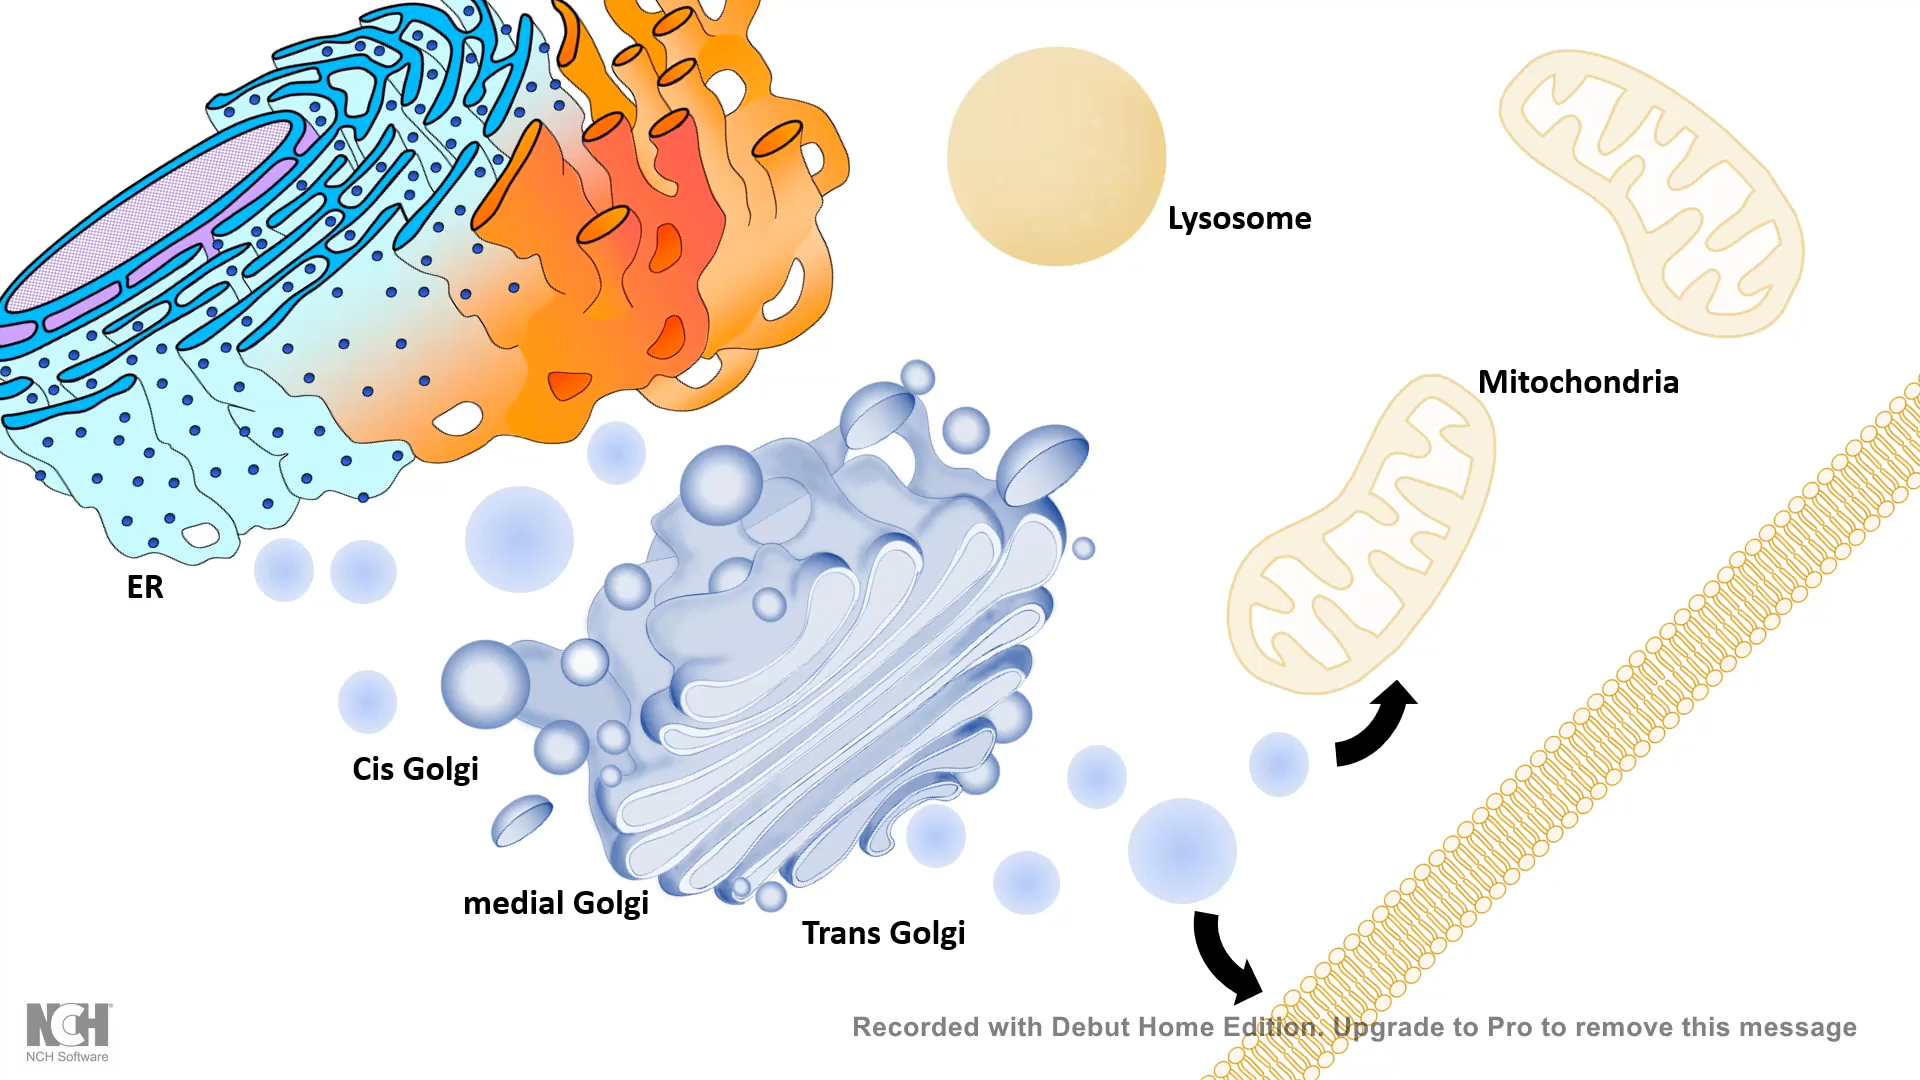 Lysosome
Mitochondria
ER
Cis Golgi
medial Golgi
Trans Golgi
NCH
NCH Software
Recorded with Debut Home Edition. Upgrade to Pro to remove this message